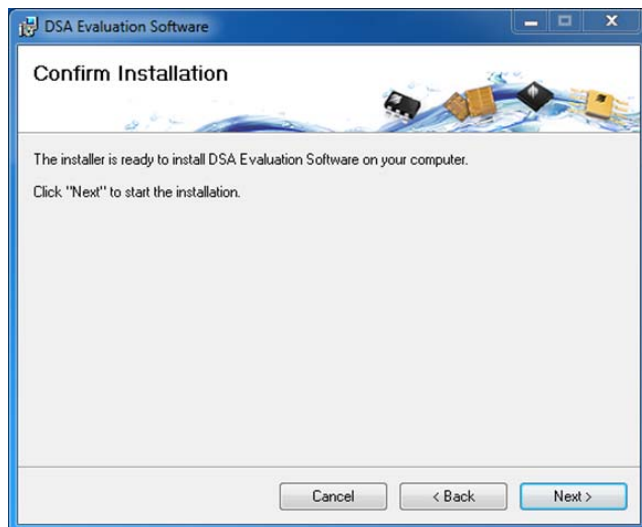 DSA Evaluation Software
Confirm Installation
The installer is ready to install DSA Evaluation Software on your computer.
Click "Next" to start the installation.
Cancel
< Back
Next >